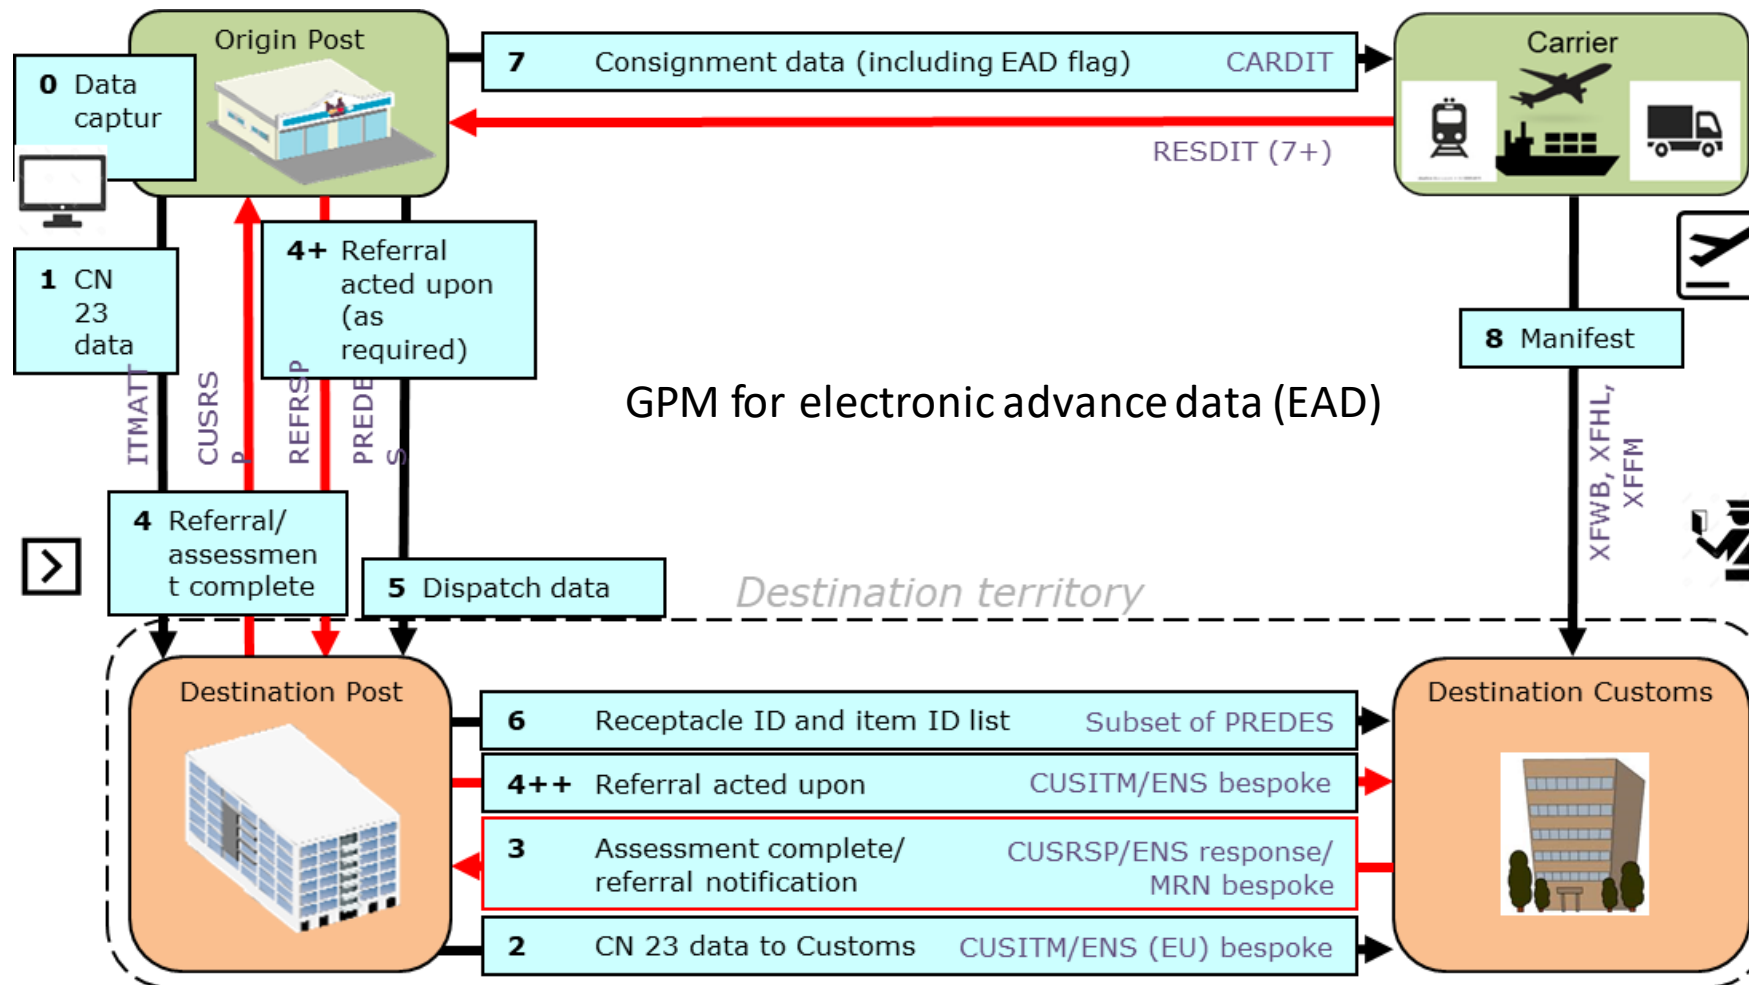 Origin Post
0 Data
captur
7 Consignment data (including EAD flag) CARDIT
RESDIT (7+)
Carrier
1 CN
23
data
4+ Referral
acted upon
(as
required)
8 Manifest
ITMATT
CUSRS
P
REFRSP
PREDE
S
GPM for electronic advance data (EAD)
XFWB, XFHL,
XFFM
4 Referral/
assessmen
t complete
5 Dispatch data
Destination territory
Destination Post
6 Receptacle ID and item ID list Subset of PREDES
4++ Referral acted upon CUSITM/ENS bespoke
3 Assessment complete/ CUSRSP/ENS response/
referral notification MRN bespoke
2 CN 23 data to Customs CUSITM/ENS (EU) bespoke
Destination Customs